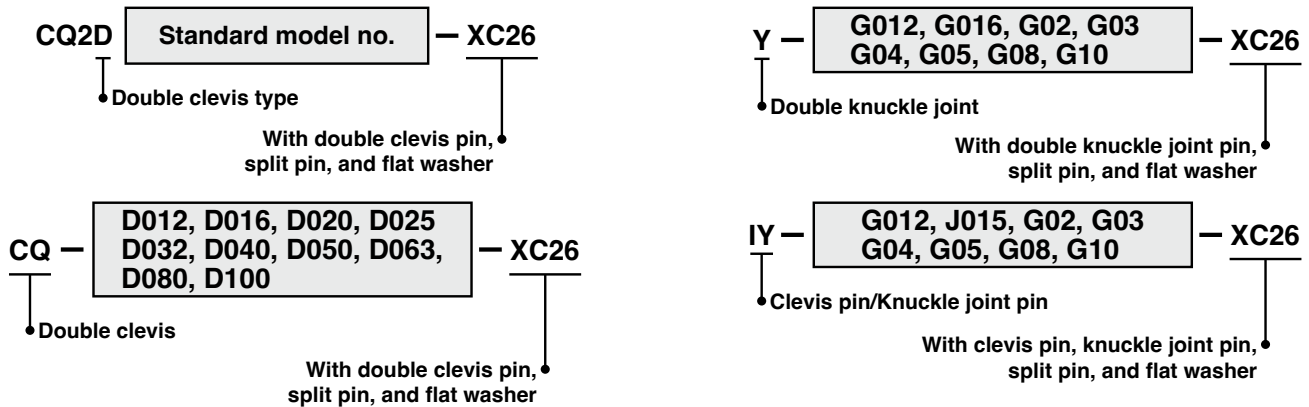 CQ2D Standard model no. — XC26
Double clevis type
With double clevis pin,
split pin, and flat washer
CQ — D012, D016, D020, D025
D032, D040, D050, D063,
D080, D100 — XC26
Double clevis
With double clevis pin,
split pin, and flat washer
Y — G012, G016, G02, G03
G04, G05, G08, G10 — XC26
Double knuckle joint
With double knuckle joint pin,
split pin, and flat washer
IY — G012, J015, G02, G03
G04, G05, G08, G10 — XC26
Clevis pin/Knuckle joint pin
With clevis pin, knuckle joint pin,
split pin, and flat washer